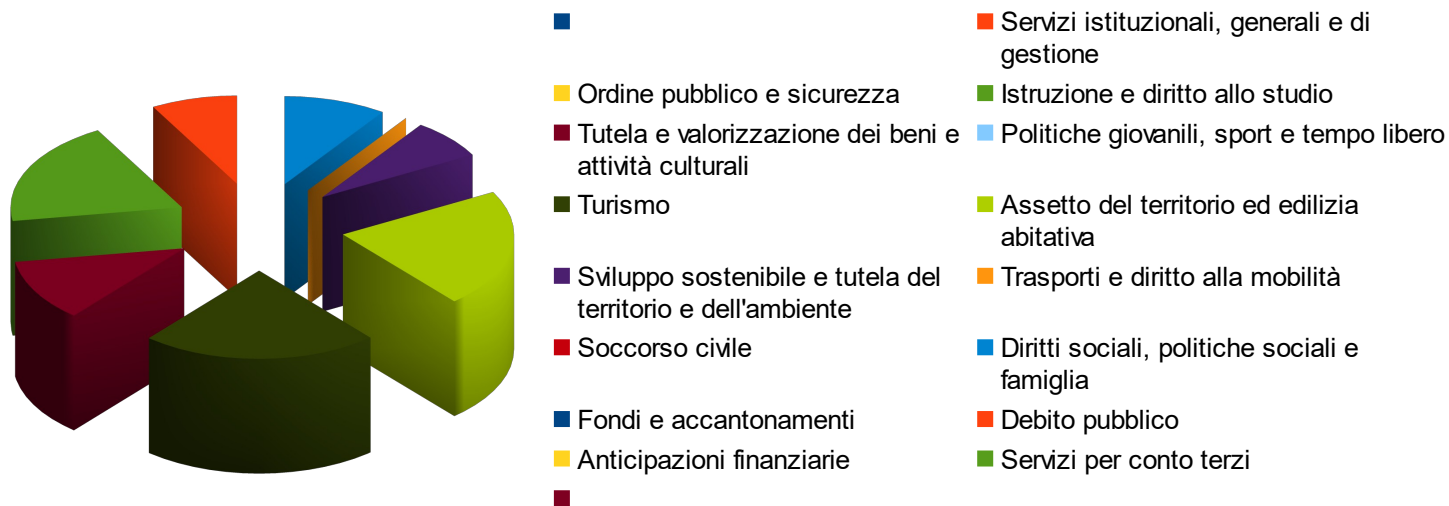 Servizi istituzionali, generali e di
gestione
Ordine pubblico e sicurezza
Istruzione e diritto allo studio
Tutela e valorizzazione dei beni e
attività culturali
Politiche giovanili, sport e tempo libero
Turismo
Assetto del territorio ed edilizia
abitativa
Sviluppo sostenibile e tutela del
territorio e dell'ambiente
Trasporti e diritto alla mobilità
Soccorso civile
Diritti sociali, politiche sociali e
famiglia
Fondi e accantonamenti
Debito pubblico
Anticipazioni finanziarie
Servizi per conto terzi